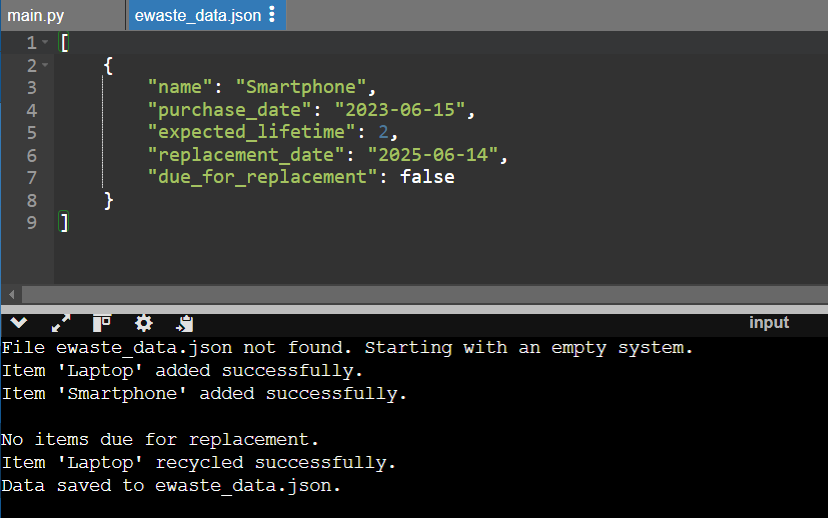 main.py ewaste_data.json
1 [
2     {
3         "name": "Smartphone",
4         "purchase_date": "2023-06-15",
5         "expected_lifetime": 2,
6         "replacement_date": "2025-06-14",
7         "due_for_replacement": false
8     }
9 ]
input
File ewaste_data.json not found. Starting with an empty system.
Item 'Laptop' added successfully.
Item 'Smartphone' added successfully.
No items due for replacement.
Item 'Laptop' recycled successfully.
Data saved to ewaste_data.json.